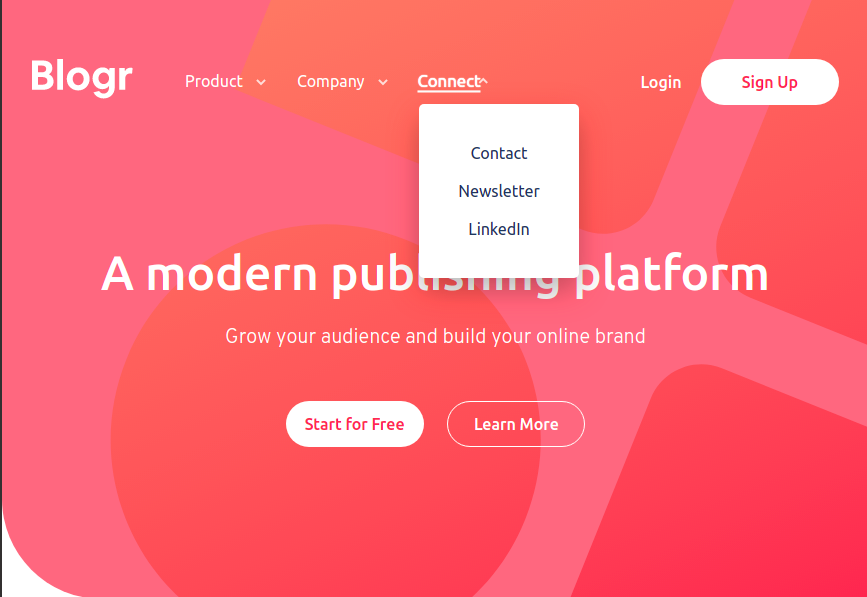 Blogr
Product
Company
Connect
Login
Sign Up
Contact
Newsletter
LinkedIn
A modern publishing platform
Grow your audience and build your online brand
Start for Free
Learn More